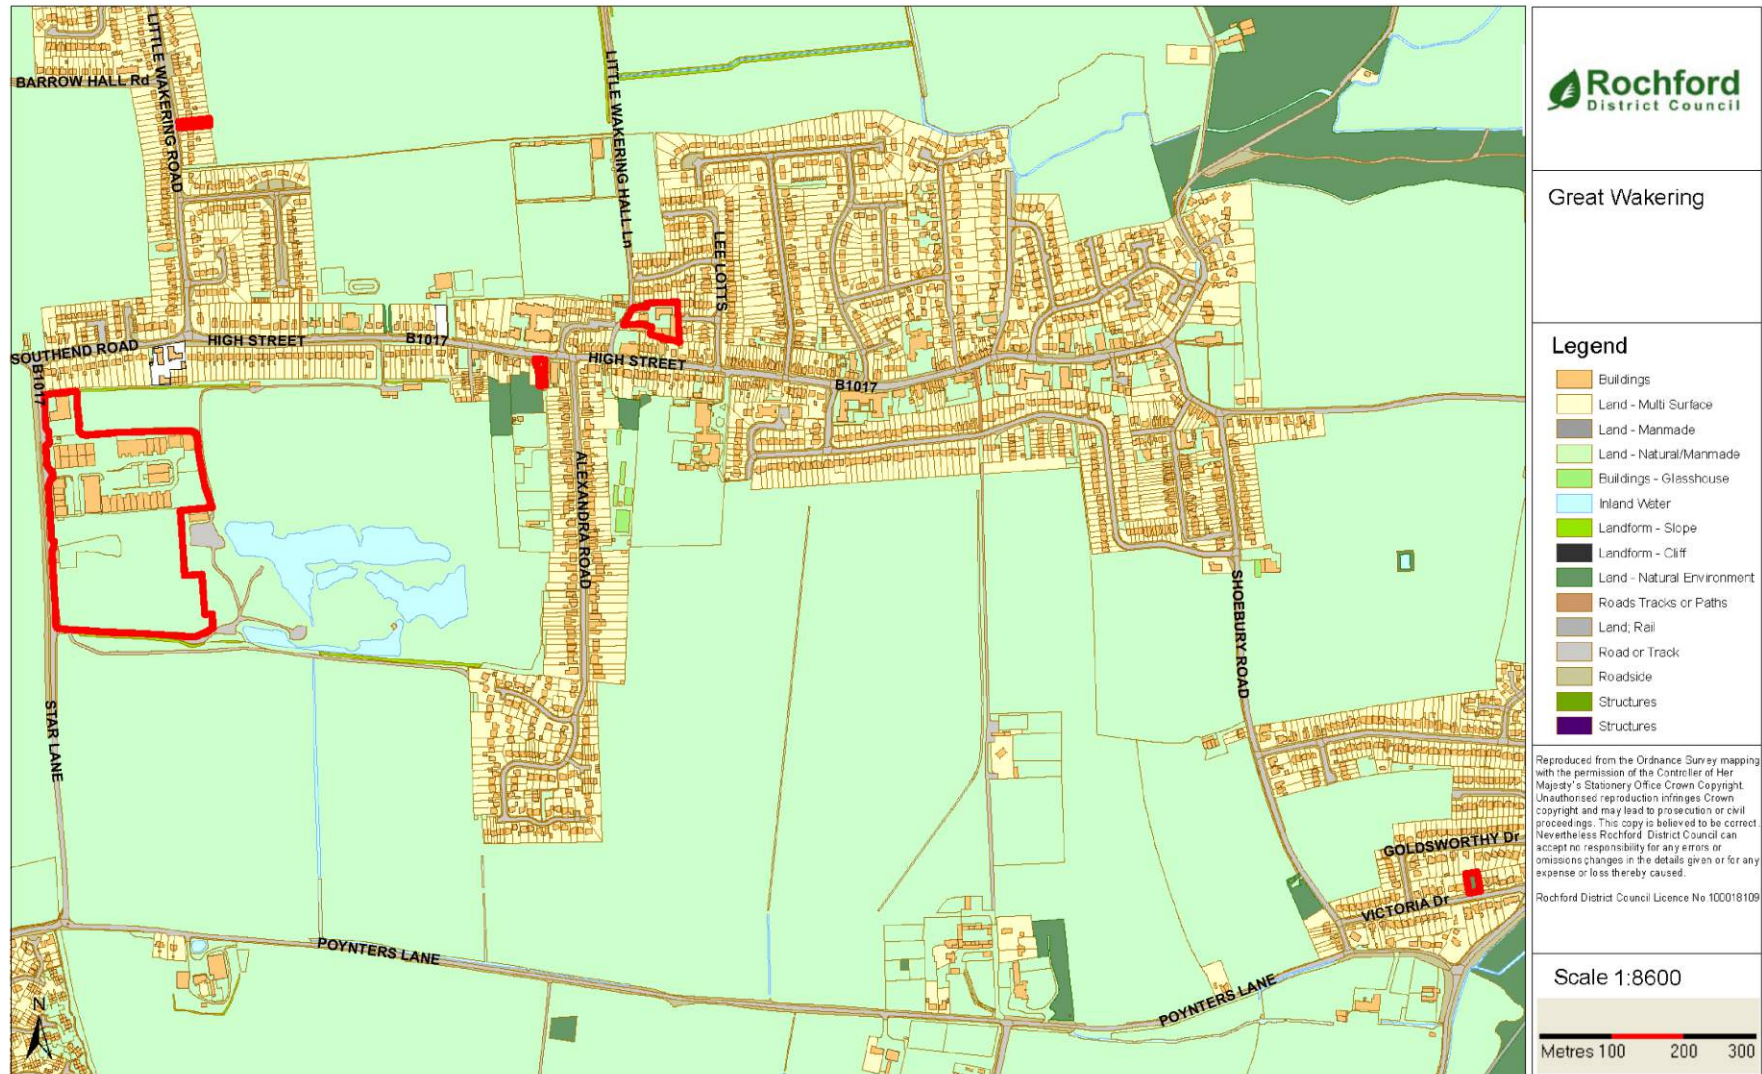 Rochford
District Council
Great Wakering
Legend
Buildings
Land - Multi Surface
Land - Manmade
Land - Natural/Manmade
Buildings - Glasshouse
Inland Water
Landform - Slope
Landform - Cliff
Land - Natural Environment
Roads Tracks or Paths
Land; Rail
Road or Track
Roadside
Structures
Structures
Reproduced from the Ordnance Survey mapping
with the permission of the Controller of Her
Majesty's Stationery Office Crown Copyright.
Unauthorised reproduction infringes Crown
copyright and may lead to prosecution or civil
proceedings. This copy is believed to be correct.
Nevertheless Rochford District Council can
accept no responsibility for any errors or
omissions changes in the details given or for any
expense or loss thereby caused.
Rochford District Council Licence No 100018109
Scale 1:8600
Metres 100 200 300
BARROW HALL Rd
LITTLE WAKERING ROAD
LITTLE WAKERING HALL Ln
LEE LOTTS
SOUTHEND ROAD
HIGH STREET
B1017
B1017
HIGH STREET
B1017
ALEXANDRA ROAD
STAR LANE
SHOEBURY ROAD
GOLDSWORTHY Dr
VICTORIA Dr
POYNTERS LANE
POYNTERS LANE
N